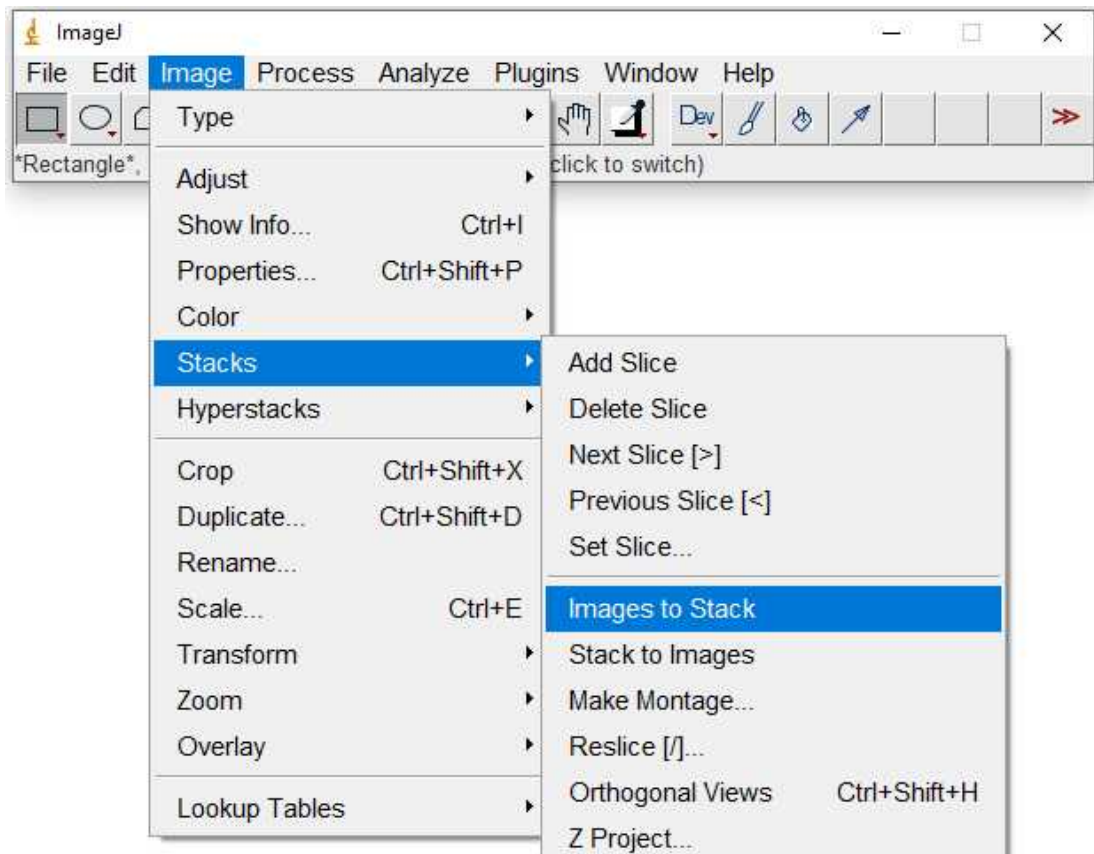 ImageJ
File Edit Image Process Analyze Plugins Window Help
Dev
*Rectangle*, click to switch)
Type
Adjust
Show Info... Ctrl+I
Properties... Ctrl+Shift+P
Color
Stacks
Hyperstacks
Crop Ctrl+Shift+X
Duplicate... Ctrl+Shift+D
Rename...
Scale... Ctrl+E
Transform
Zoom
Overlay
Lookup Tables
Add Slice
Delete Slice
Next Slice [>]
Previous Slice [<]
Set Slice...
Images to Stack
Stack to Images
Make Montage...
Reslice [/]...
Orthogonal Views Ctrl+Shift+H
Z Project...